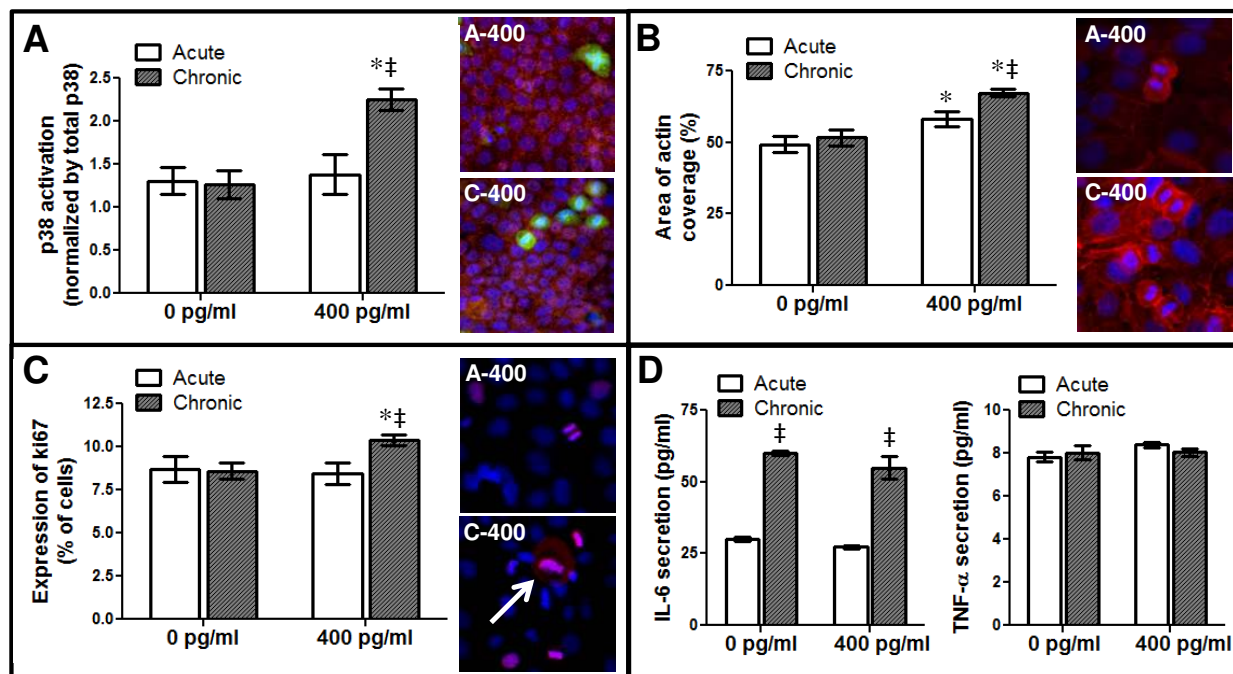 A
Acute
Chronic
p38 activation
(normalized by total p38)
2.5
2.0
1.5
1.0
0.5
0.0
*‡
0 pg/ml
400 pg/ml
A-400
C-400
B
Acute
Chronic
Area of actin
coverage (%)
75
50
25
0
*
*‡
0 pg/ml
400 pg/ml
A-400
C-400
C
Acute
Chronic
Expression of ki67
(% of cells)
12.5
10.0
7.5
5.0
2.5
0.0
*‡
0 pg/ml
400 pg/ml
A-400
C-400
D
Acute
Chronic
IL-6 secretion (pg/ml)
75
50
25
0
‡
‡
0 pg/ml
400 pg/ml
Acute
Chronic
TNF-α secretion (pg/ml)
10
8
6
4
2
0
0 pg/ml
400 pg/ml